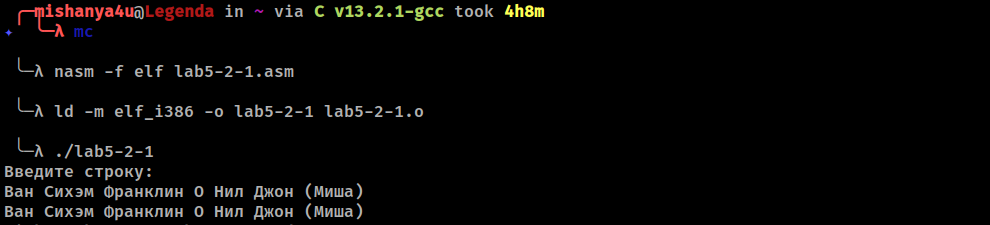 ╭─mishanya4u@Legenda in ~ via C v13.2.1-gcc took 4h8m
╰─λ mc
╰─λ nasm -f elf lab5-2-1.asm
╰─λ ld -m elf_i386 -o lab5-2-1 lab5-2-1.o
╰─λ ./lab5-2-1
Введите строку:
Ван Сихэм Франклин О Нил Джон (Миша)
Ван Сихэм Франклин О Нил Джон (Миша)